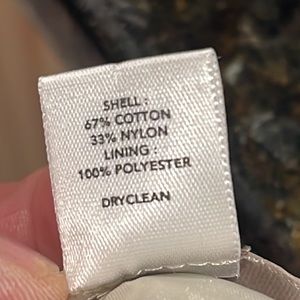 SHELL :
67% COTTON
33% NYLON
LINING :
100% POLYESTER
DRYCLEAN